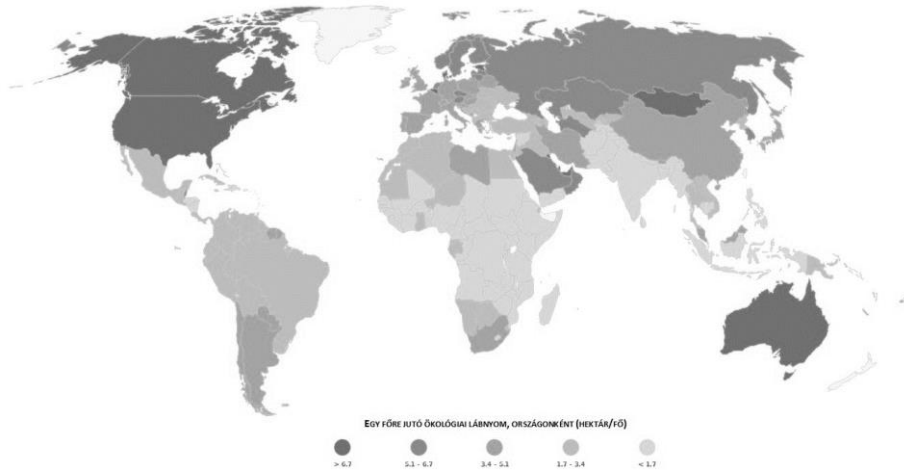 EGY FŐRE JUTÓ ÖKOLÓGIAI LÁBNYOM, ORSZÁGONKÉNT (HEKTÁR/FŐ)
> 6.7 5.1 - 6.7 3.4 - 5.1 1.7 - 3.4 < 1.7